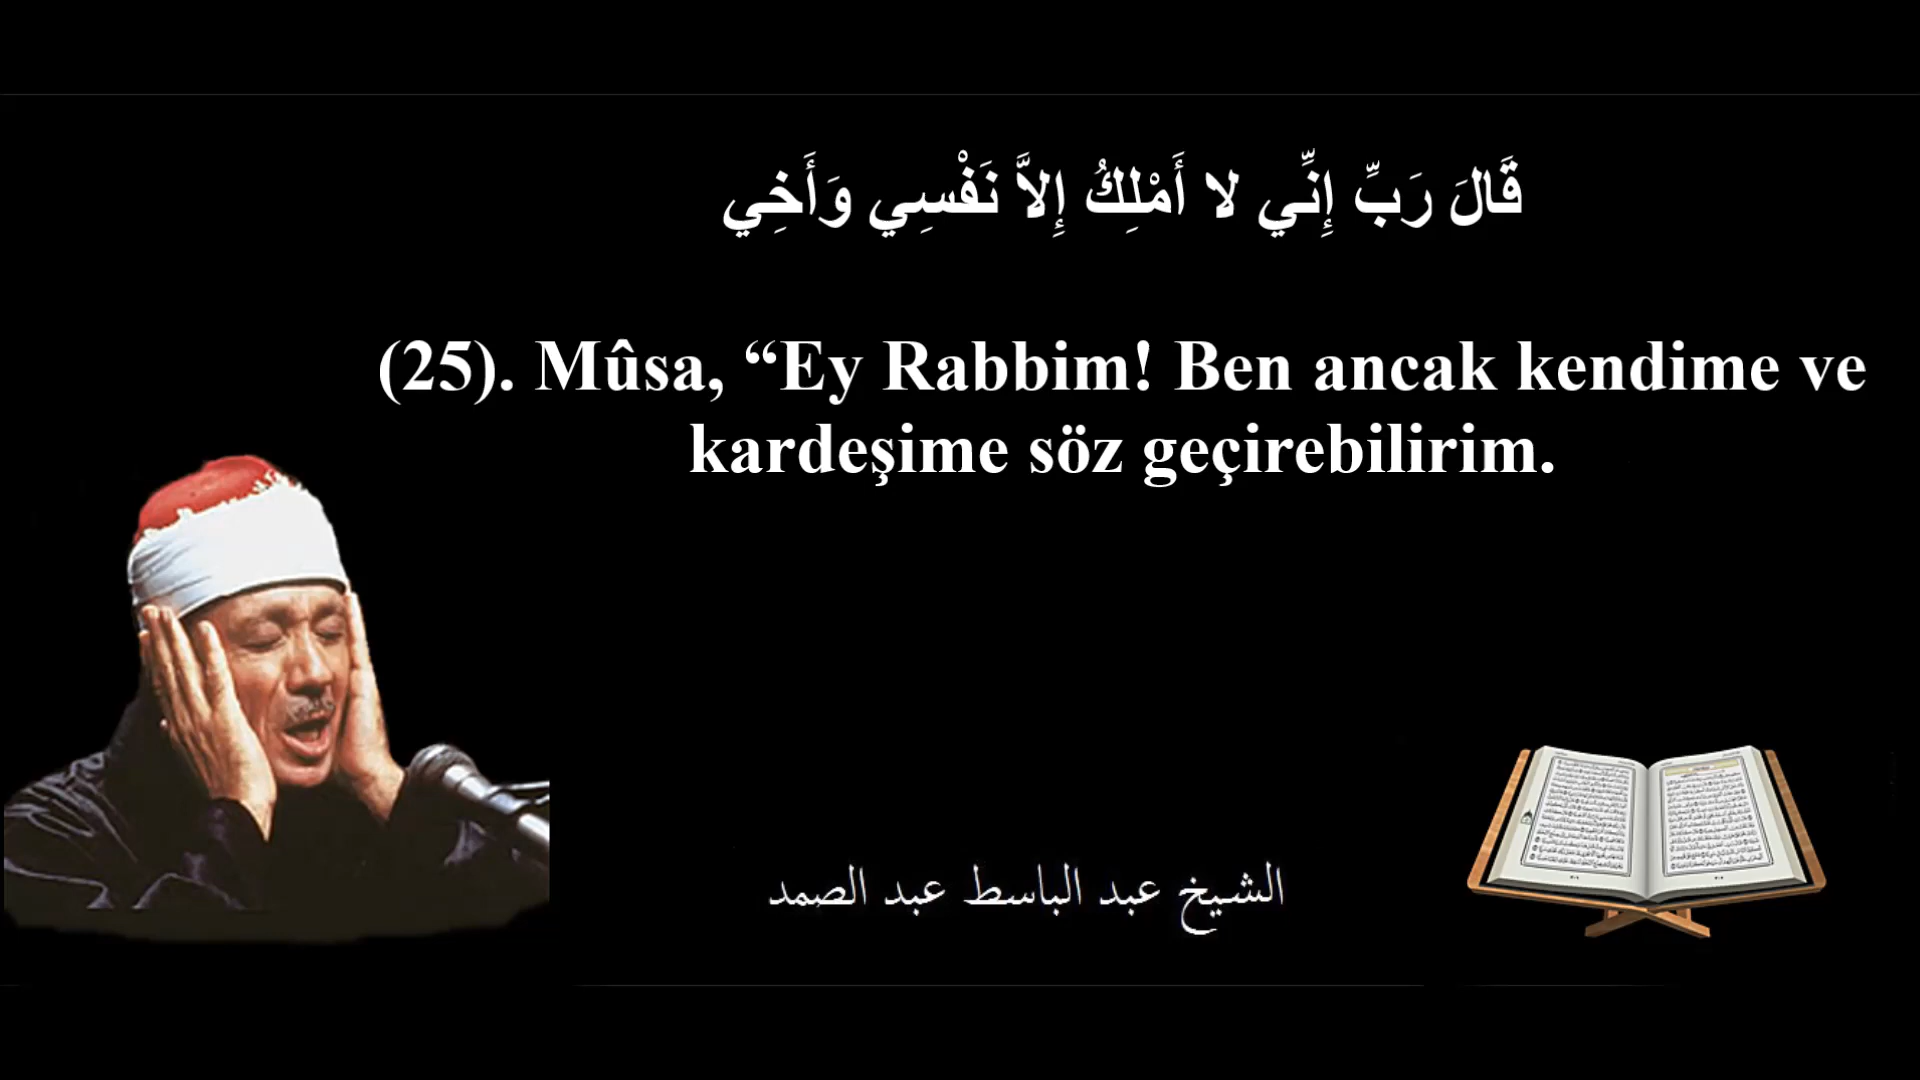 قَالَ رَبِّ إِنِّي لا أَمْلِكُ إِلاَّ نَفْسِي وَأَخِي
(25). Mûsa, “Ey Rabbim! Ben ancak kendime ve
kardeşime söz geçirebilirim.
الشيخ عبد الباسط عبد الصمد